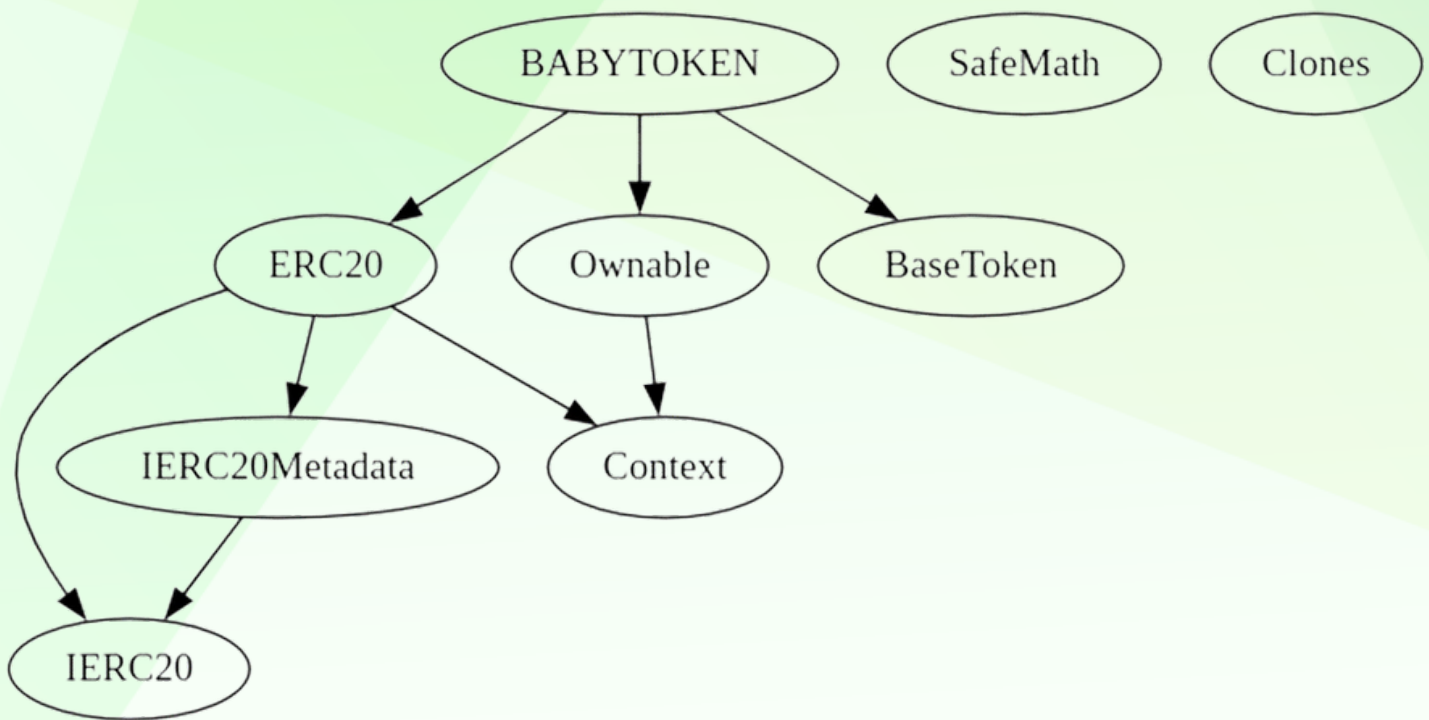 BABYTOKEN
SafeMath
Clones
ERC20
Ownable
BaseToken
IERC20Metadata
Context
IERC20